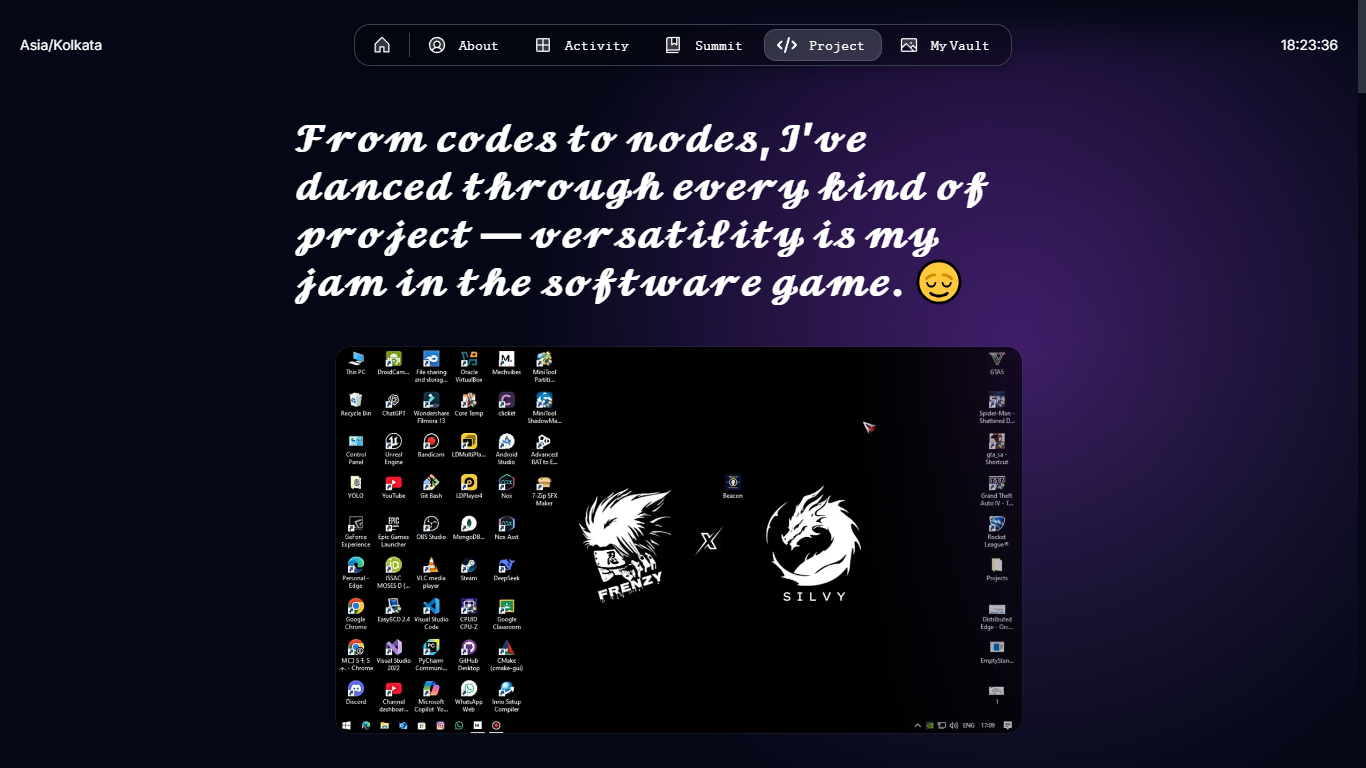 Asia/Kolkata
About
Activity
Summit
Project
My Vault
18:23:36
From codes to nodes, I've
danced through every kind of
project — versatility is my
jam in the software game. 😌
This PC
DroidCam...
File sharing
and storag...
Oracle
VirtualBox
Mechvibes
MiniTool
Partiti...
GTA5
Recycle Bin
ChatGPT
Wondershare
Filmora 13
Core Temp
clicket
MiniTool
ShadowMa...
Spider-Man -
Shattered D...
Control
Panel
Unreal
Engine
Bandicam
LDMultiPla...
Android
Studio
Advanced
BAT to E...
gta_sa -
Shortcut
YOLO
YouTube
Git Bash
LDPlayer4
Nox
7-Zip SFX
Maker
Beacon
Grand Theft
Auto IV - T...
GeForce
Experience
Epic Games
Launcher
OBS Studio
MongoDB...
Nox Asst
Rocket
League®
FRENZY
X
SILVY
Personal -
Edge
ISSAC
MOSES D (...
VLC media
player
Steam
DeepSeek
Projects
Google
Chrome
EasyBCD 2.4
Visual Studio
Code
CPUID
CPU-Z
Google
Classroom
Distributed
Edge - Orc...
- Chrome
Visual Studio
2022
PyCharm
Communi...
GitHub
Desktop
CMake
(cmake-gui)
EmptyStan...
Discord
Channel
dashboar...
Microsoft
Copilot Yo...
WhatsApp
Web
Inno Setup
Compiler
1
ENG
17:09